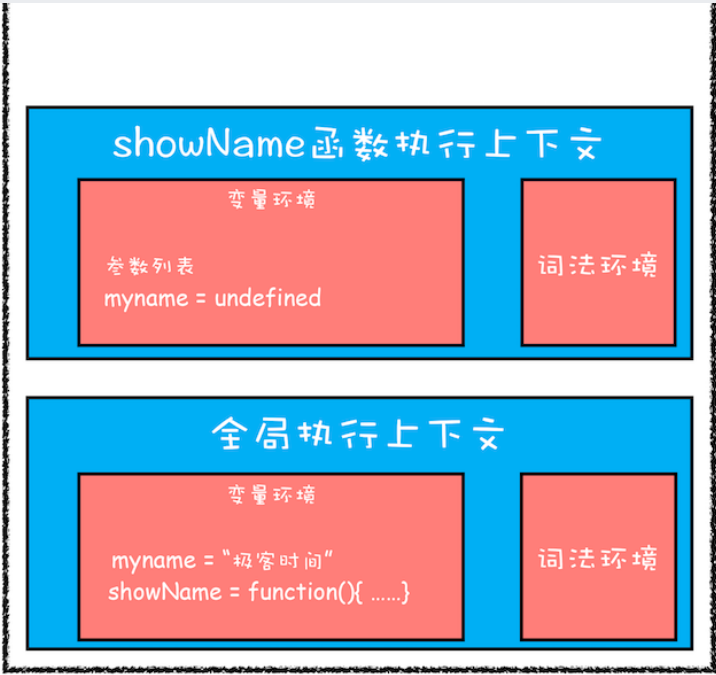 showName函数执行上下文
变量环境
参数列表
myname = undefined
词法环境
全局执行上下文
变量环境
myname = “极客时间”
showName = function(){ ......}
词法环境